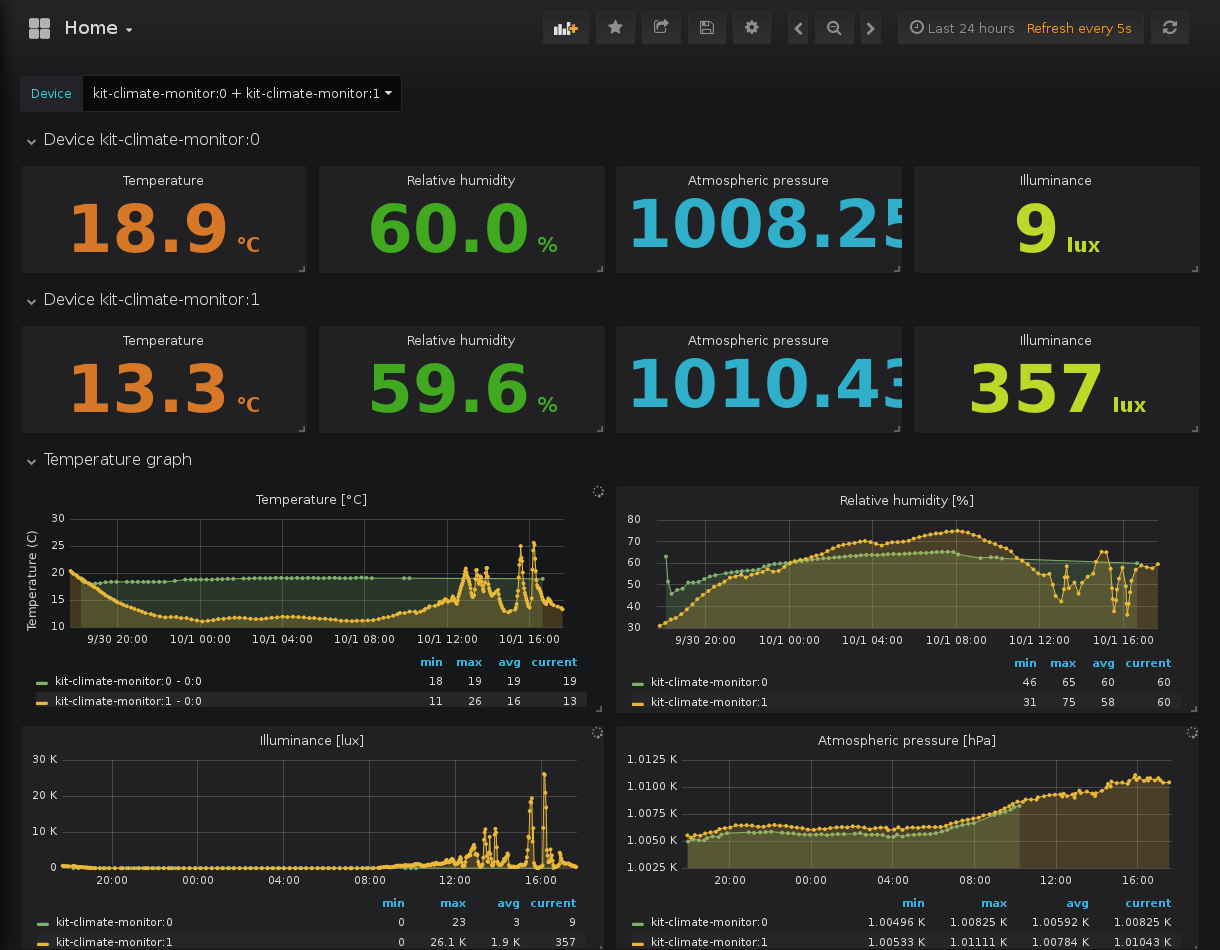 Home
Last 24 hours Refresh every 5s
Device kit-climate-monitor:0 + kit-climate-monitor:1
Device kit-climate-monitor:0
Temperature Relative humidity Atmospheric pressure Illuminance
18.9 °C 60.0 % 1008.25 9 lux
Device kit-climate-monitor:1
Temperature Relative humidity Atmospheric pressure Illuminance
13.3 °C 59.6 % 1010.43 357 lux
Temperature graph
Temperature [°C]
Temperature (C)
30
25
20
15
10
9/30 20:00 10/1 00:00 10/1 04:00 10/1 08:00 10/1 12:00 10/1 16:00
min max avg current
kit-climate-monitor:0 - 0:0 18 19 19 19
kit-climate-monitor:1 - 0:0 11 26 16 13
Relative humidity [%]
80
70
60
50
40
30
9/30 20:00 10/1 00:00 10/1 04:00 10/1 08:00 10/1 12:00 10/1 16:00
min max avg current
kit-climate-monitor:0 46 65 60 60
kit-climate-monitor:1 31 75 58 60
Illuminance [lux]
30 K
20 K
10 K
0
20:00 00:00 04:00 08:00 12:00 16:00
min max avg current
kit-climate-monitor:0 0 23 3 9
kit-climate-monitor:1 0 26.1 K 1.9 K 357
Atmospheric pressure [hPa]
1.0125 K
1.0100 K
1.0075 K
1.0050 K
1.0025 K
20:00 00:00 04:00 08:00 12:00 16:00
min max avg current
kit-climate-monitor:0 1.00496 K 1.00825 K 1.00592 K 1.00825 K
kit-climate-monitor:1 1.00533 K 1.01111 K 1.00784 K 1.01043 K